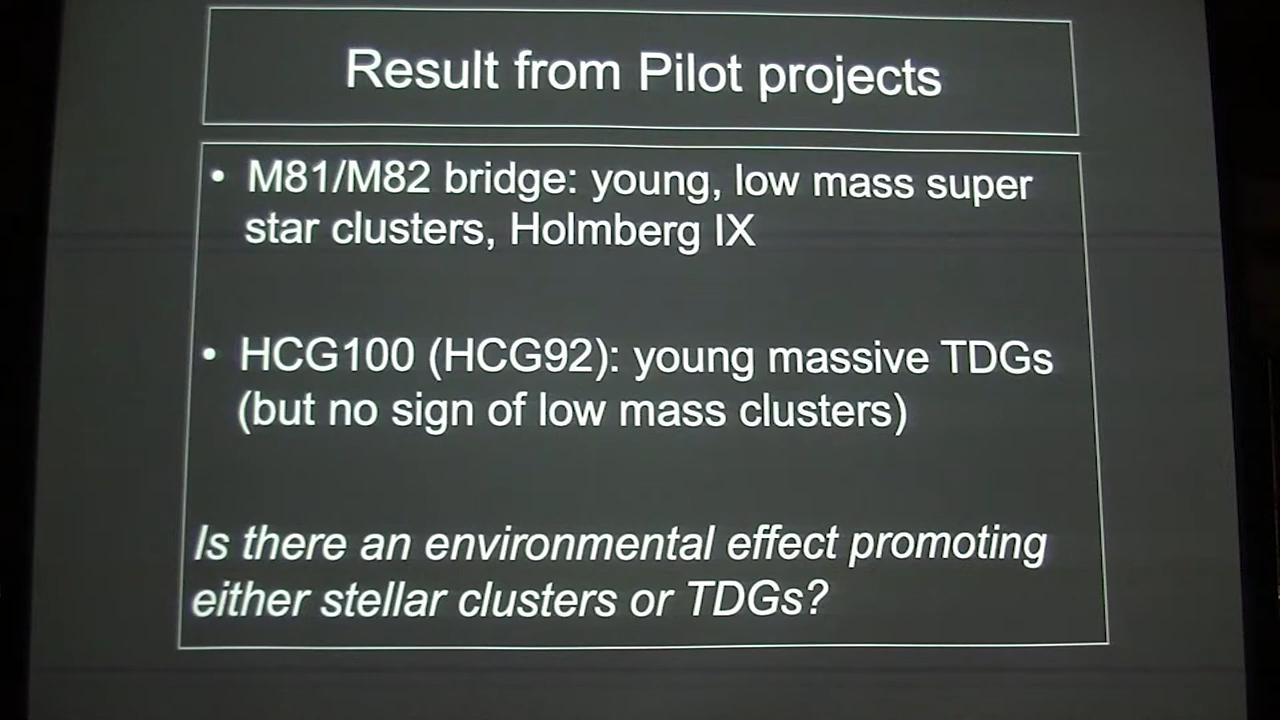 Result from Pilot projects
• M81/M82 bridge: young, low mass super
star clusters, Holmberg IX
• HCG100 (HCG92): young massive TDGs
(but no sign of low mass clusters)
Is there an environmental effect promoting
either stellar clusters or TDGs?